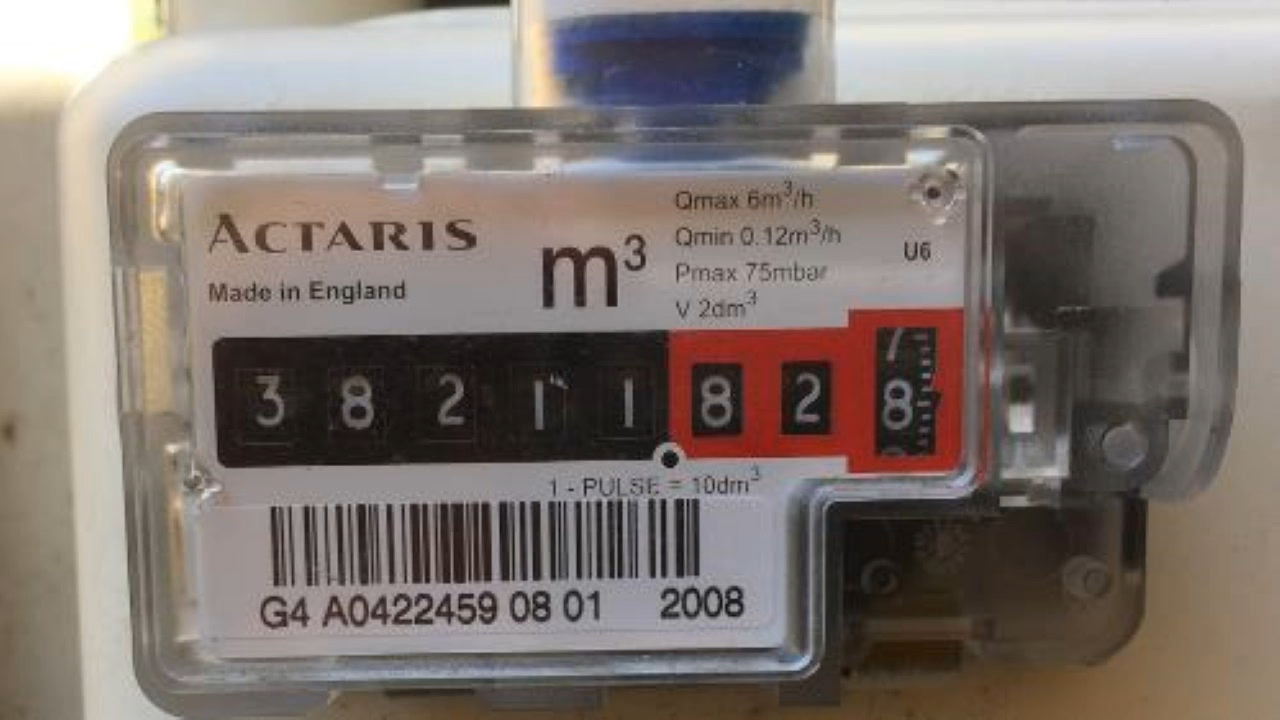 ACTARIS
Made in England
m³
Qmax 6m³/h
Qmin 0.12m³/h
Pmax 75mbar
V 2dm³
U6
7
3 8 2 1 1 8 2 8
1 - PULSE = 10dm³
G4 A0422459 08 01 2008